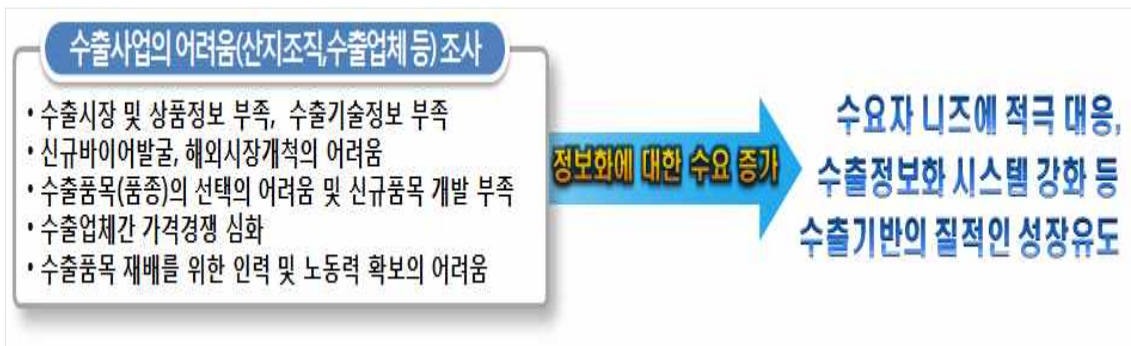 수출사업의 어려움(산지조직,수출업체 등) 조사
• 수출시장 및 상품정보 부족, 수출기술정보 부족
• 신규바이어발굴, 해외시장개척의 어려움
• 수출품목(품종)의 선택의 어려움 및 신규품목 개발 부족
• 수출업체간 가격경쟁 심화
• 수출품목 재배를 위한 인력 및 노동력 확보의 어려움
정보화에 대한 수요 증가
수요자 니즈에 적극 대응,
수출정보화 시스템 강화 등
수출기반의 질적인 성장유도